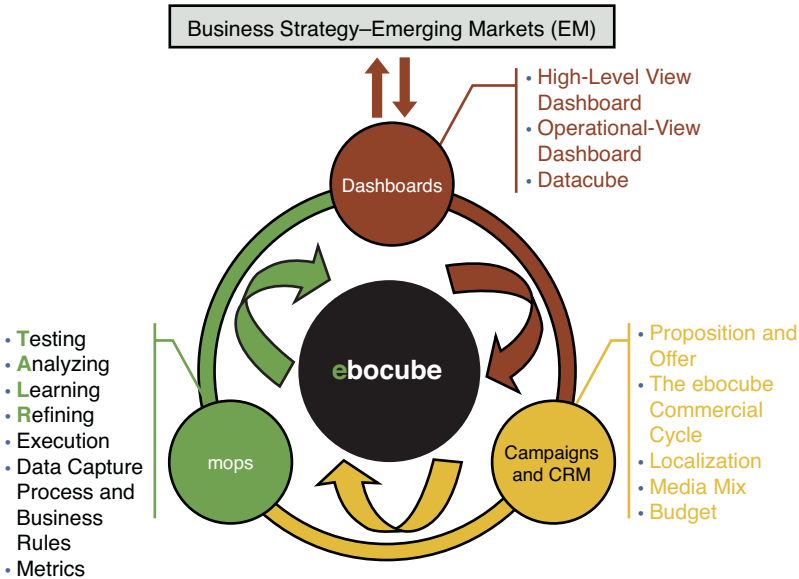 Business Strategy–Emerging Markets (EM)
• High-Level View
Dashboard
• Operational-View
Dashboard
• Datacube
Dashboards
ebocube
• Testing
• Analyzing
• Learning
• Refining
• Execution
• Data Capture
Process and
Business
Rules
• Metrics
mops
Campaigns
and CRM
• Proposition and
Offer
• The ebocube
Commercial
Cycle
• Localization
• Media Mix
• Budget